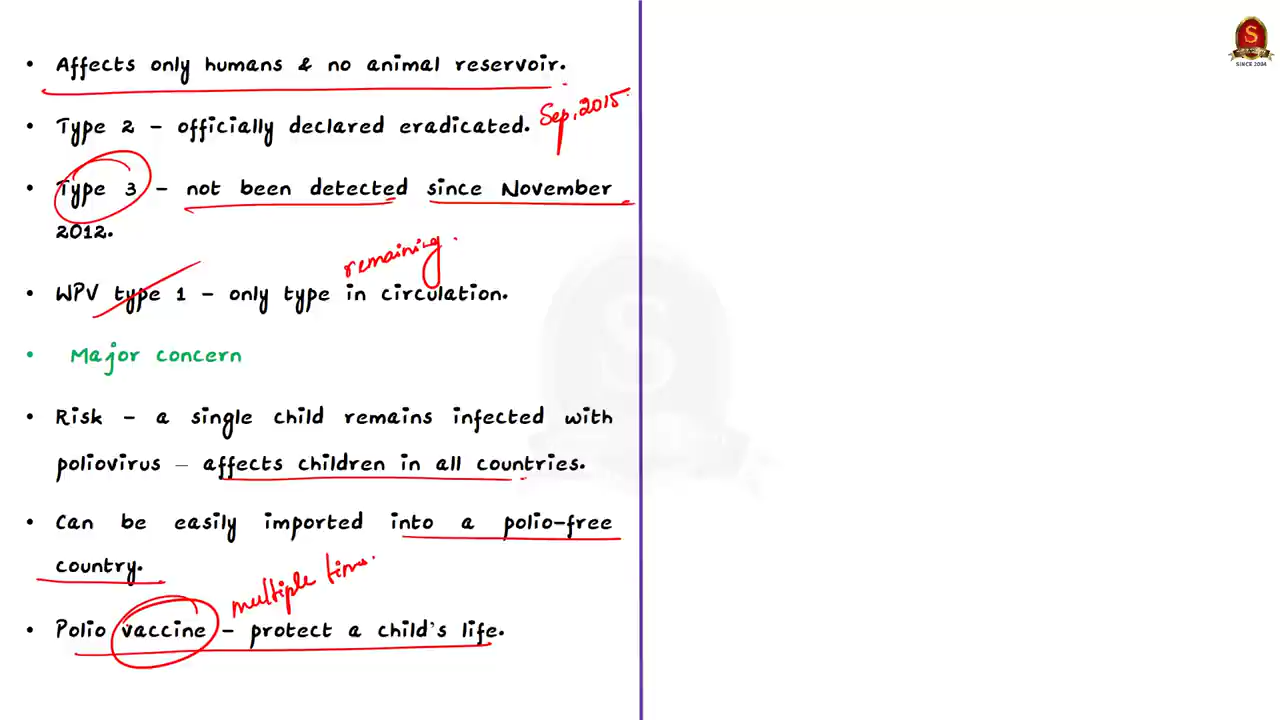 • Affects only humans & no animal reservoir.
• Type 2 – officially declared eradicated. Sep, 2015
• Type 3 – not been detected since November
2012.
remaining
• WPV type 1 – only type in circulation.
• Major concern
• Risk – a single child remains infected with
poliovirus – affects children in all countries.
• Can be easily imported into a polio-free
country.
multiple times
• Polio vaccine – protect a child's life.
S
SINCE 2004